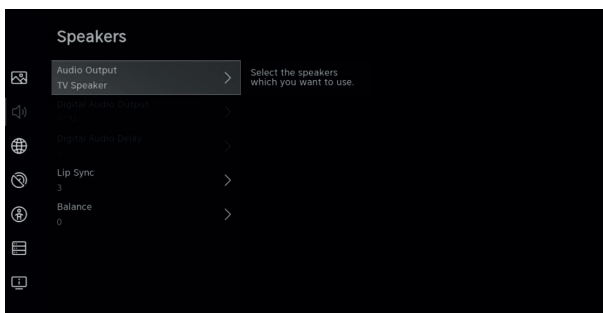 Speakers
Audio Output
TV Speaker
Select the speakers
which you want to use.
Digital Audio Output
Digital Audio Delay
Lip Sync
3
Balance
0